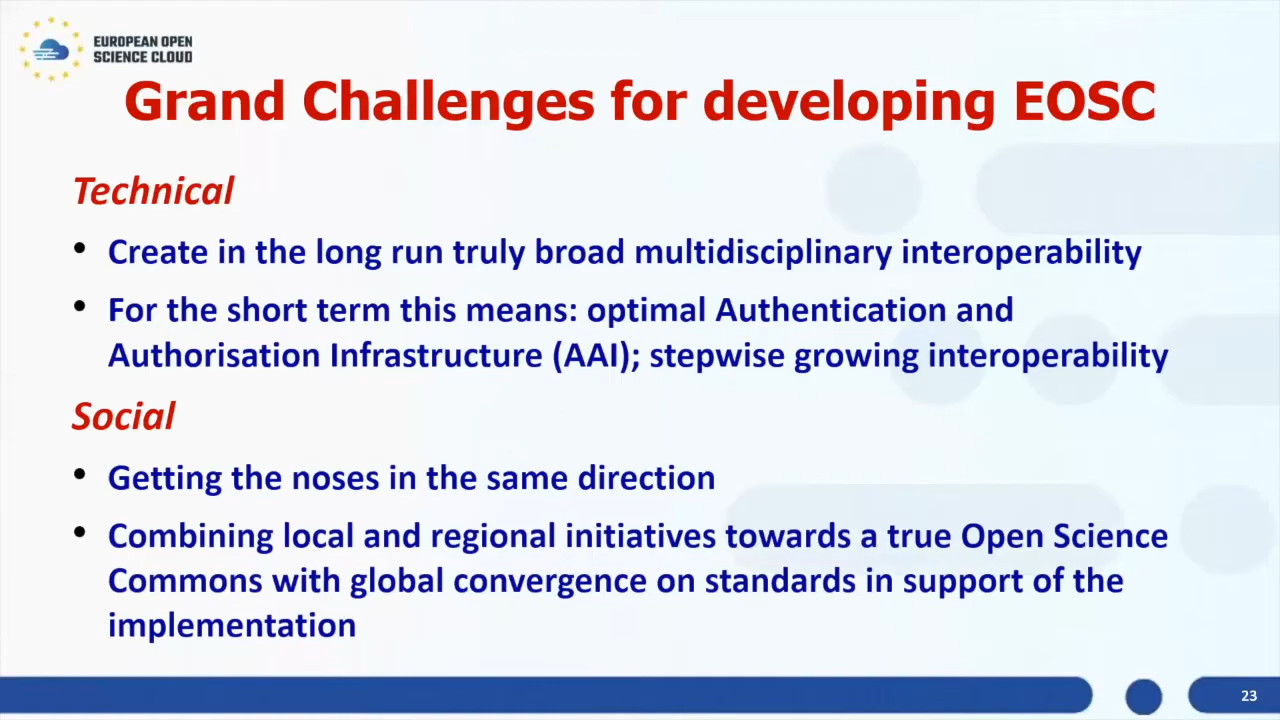 EUROPEAN OPEN
SCIENCE CLOUD
Grand Challenges for developing EOSC
Technical
• Create in the long run truly broad multidisciplinary interoperability
• For the short term this means: optimal Authentication and
Authorisation Infrastructure (AAI); stepwise growing interoperability
Social
• Getting the noses in the same direction
• Combining local and regional initiatives towards a true Open Science
Commons with global convergence on standards in support of the
implementation
23